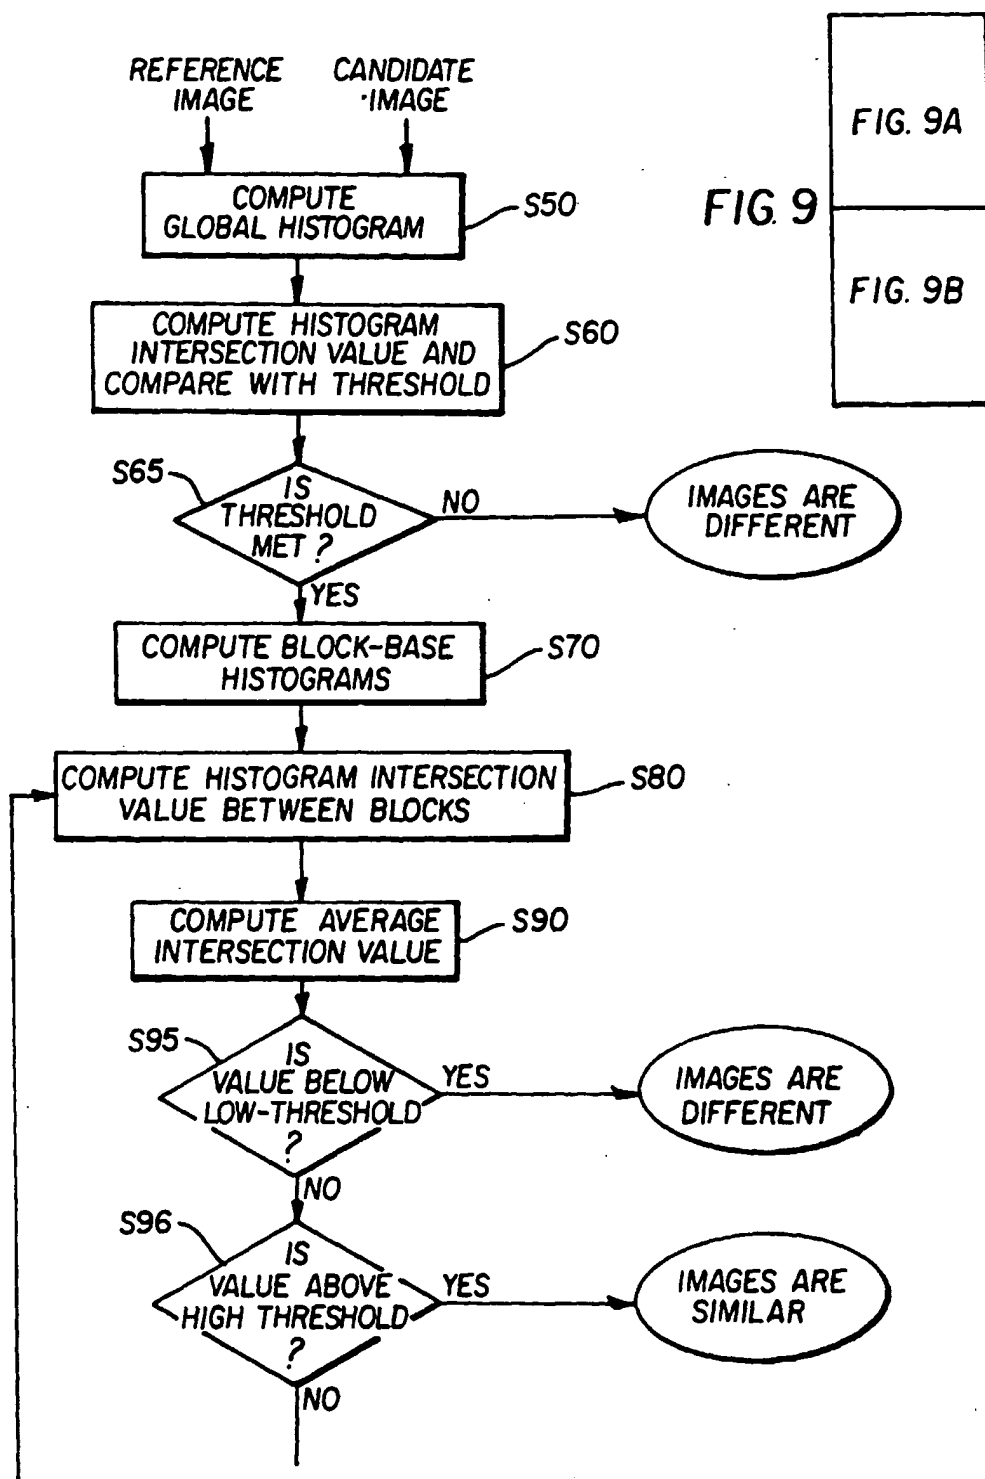 REFERENCE
IMAGE
CANDIDATE
IMAGE
COMPUTE
GLOBAL HISTOGRAM
S50
FIG. 9
FIG. 9A
FIG. 9B
COMPUTE HISTOGRAM
INTERSECTION VALUE AND
COMPARE WITH THRESHOLD
S60
S65
IS
THRESHOLD
MET ?
NO
IMAGES ARE
DIFFERENT
YES
COMPUTE BLOCK-BASE
HISTOGRAMS
S70
COMPUTE HISTOGRAM INTERSECTION
VALUE BETWEEN BLOCKS
S80
COMPUTE AVERAGE
INTERSECTION VALUE
S90
S95
IS
VALUE BELOW
LOW-THRESHOLD
?
YES
IMAGES ARE
DIFFERENT
NO
S96
IS
VALUE ABOVE
HIGH THRESHOLD
?
YES
IMAGES ARE
SIMILAR
NO